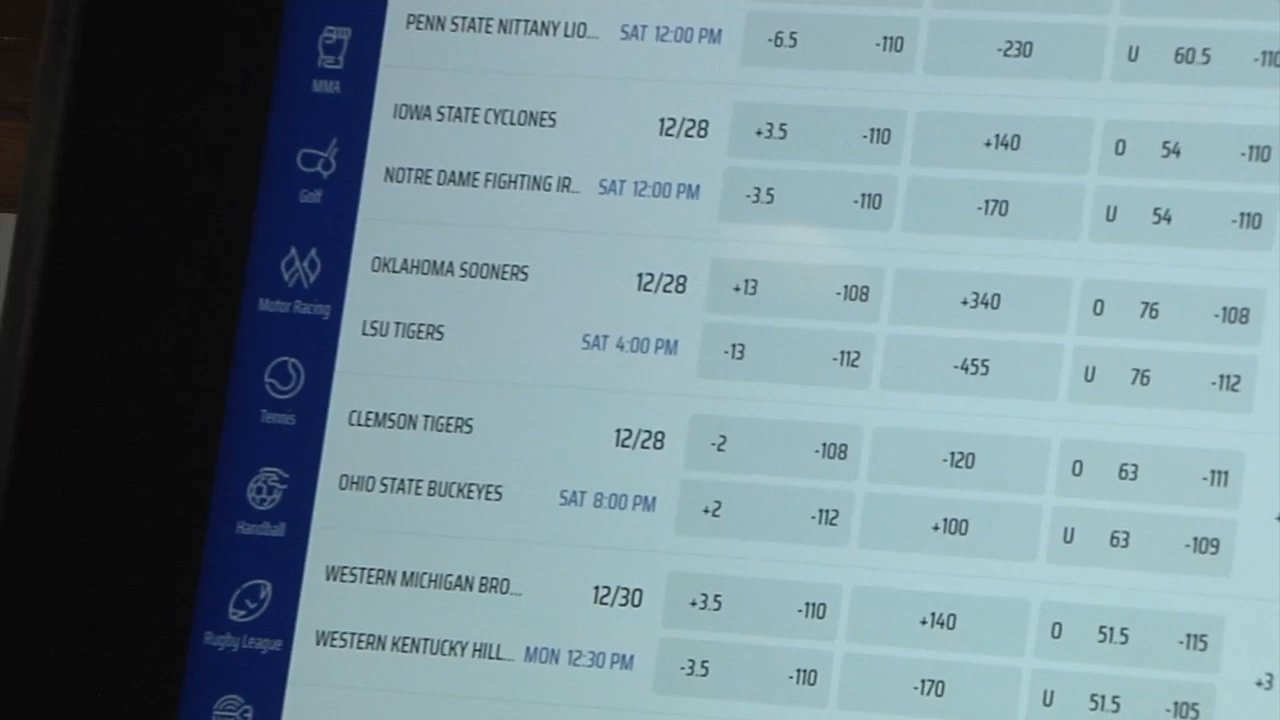 PENN STATE NITTANY LIO... SAT 12:00 PM -6.5 -110 -230 U 60.5 -110
MMA
IOWA STATE CYCLONES 12/28 +3.5 -110 +140 O 54 -110
NOTRE DAME FIGHTING IR... SAT 12:00 PM -3.5 -110 -170 U 54 -110
Golf
OKLAHOMA SOONERS 12/28 +13 -108 +340 O 76 -108
Motor Racing
LSU TIGERS SAT 4:00 PM -13 -112 -455 U 76 -112
Tennis
CLEMSON TIGERS 12/28 -2 -108 -120 O 63 -111
OHIO STATE BUCKEYES SAT 8:00 PM +2 -112 +100 U 63 -109
Handball
WESTERN MICHIGAN BRO... 12/30 +3.5 -110 +140 O 51.5 -115
Rugby League
WESTERN KENTUCKY HILL... MON 12:30 PM -3.5 -110 -170 U 51.5 -105
+3